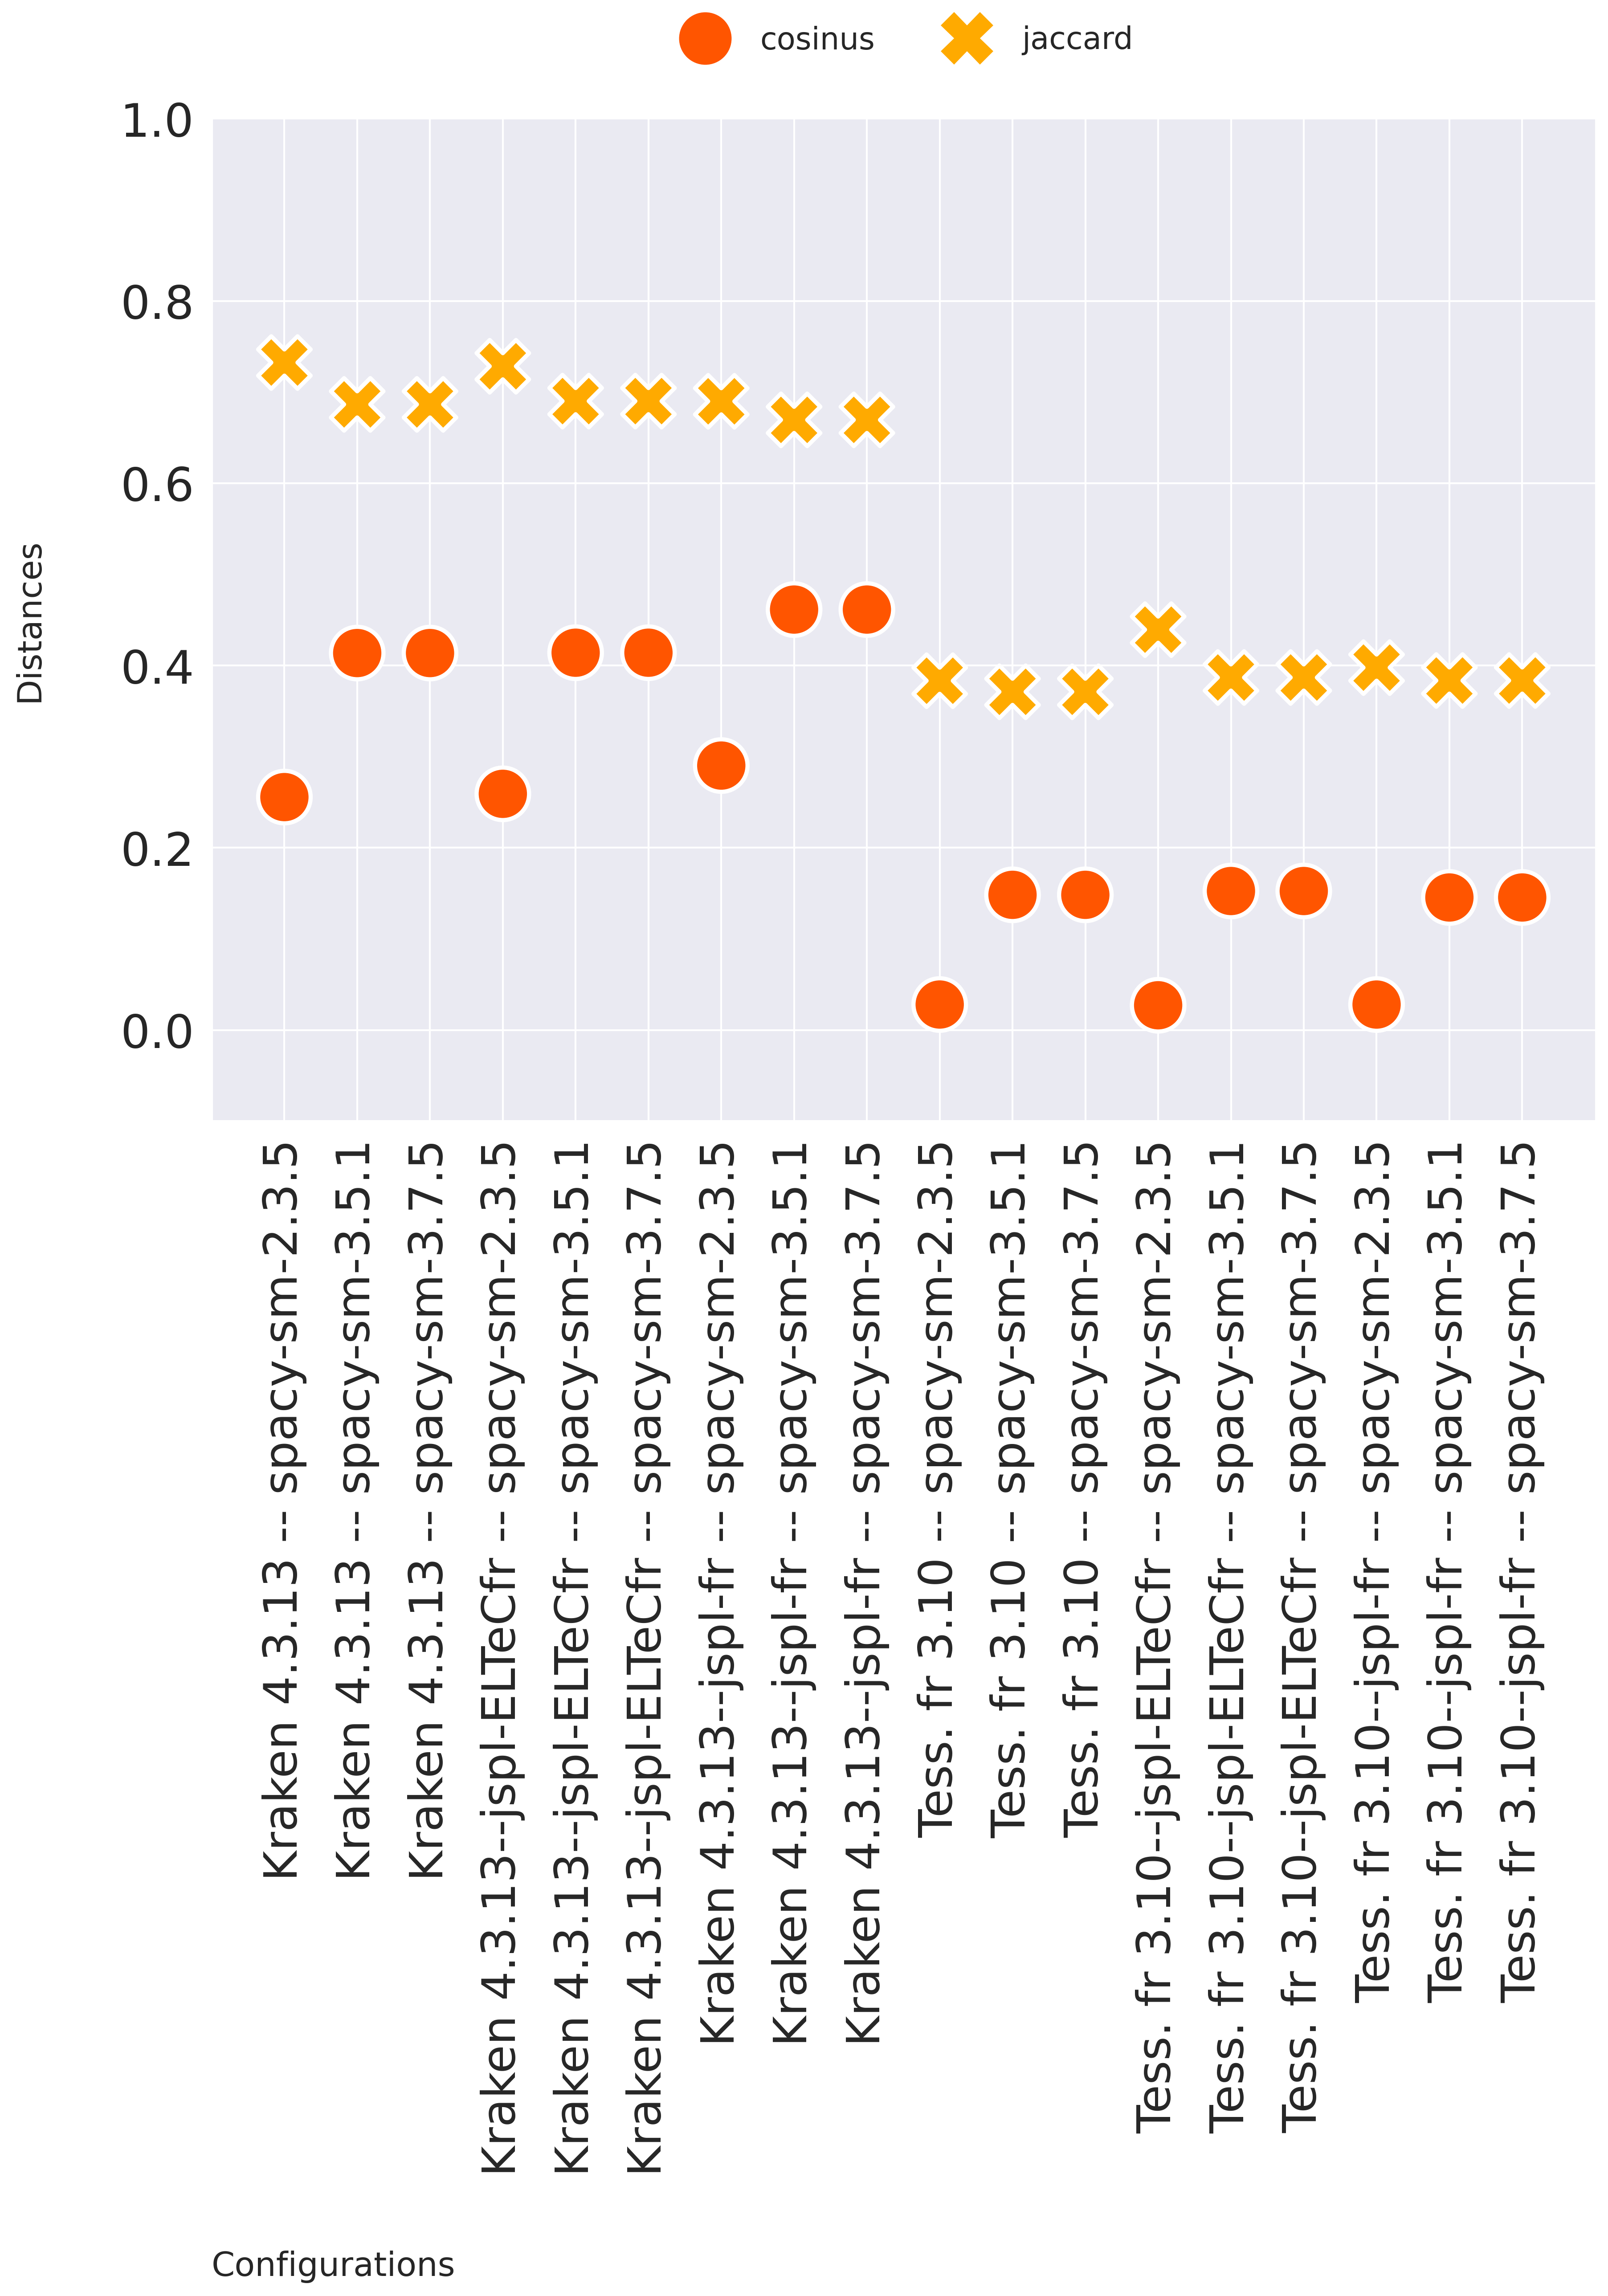 cosinus
jaccard
1.0
0.8
0.6
0.4
0.2
0.0
Distances
Kraken 4.3.13 -- spacy-sm-2.3.5
Kraken 4.3.13 -- spacy-sm-3.5.1
Kraken 4.3.13 -- spacy-sm-3.7.5
Kraken 4.3.13--jspl-ELTeCfr -- spacy-sm-2.3.5
Kraken 4.3.13--jspl-ELTeCfr -- spacy-sm-3.5.1
Kraken 4.3.13--jspl-ELTeCfr -- spacy-sm-3.7.5
Kraken 4.3.13--jspl-fr -- spacy-sm-2.3.5
Kraken 4.3.13--jspl-fr -- spacy-sm-3.5.1
Kraken 4.3.13--jspl-fr -- spacy-sm-3.7.5
Tess. fr 3.10 -- spacy-sm-2.3.5
Tess. fr 3.10 -- spacy-sm-3.5.1
Tess. fr 3.10 -- spacy-sm-3.7.5
Tess. fr 3.10--jspl-ELTeCfr -- spacy-sm-2.3.5
Tess. fr 3.10--jspl-ELTeCfr -- spacy-sm-3.5.1
Tess. fr 3.10--jspl-ELTeCfr -- spacy-sm-3.7.5
Tess. fr 3.10--jspl-fr -- spacy-sm-2.3.5
Tess. fr 3.10--jspl-fr -- spacy-sm-3.5.1
Tess. fr 3.10--jspl-fr -- spacy-sm-3.7.5
Configurations